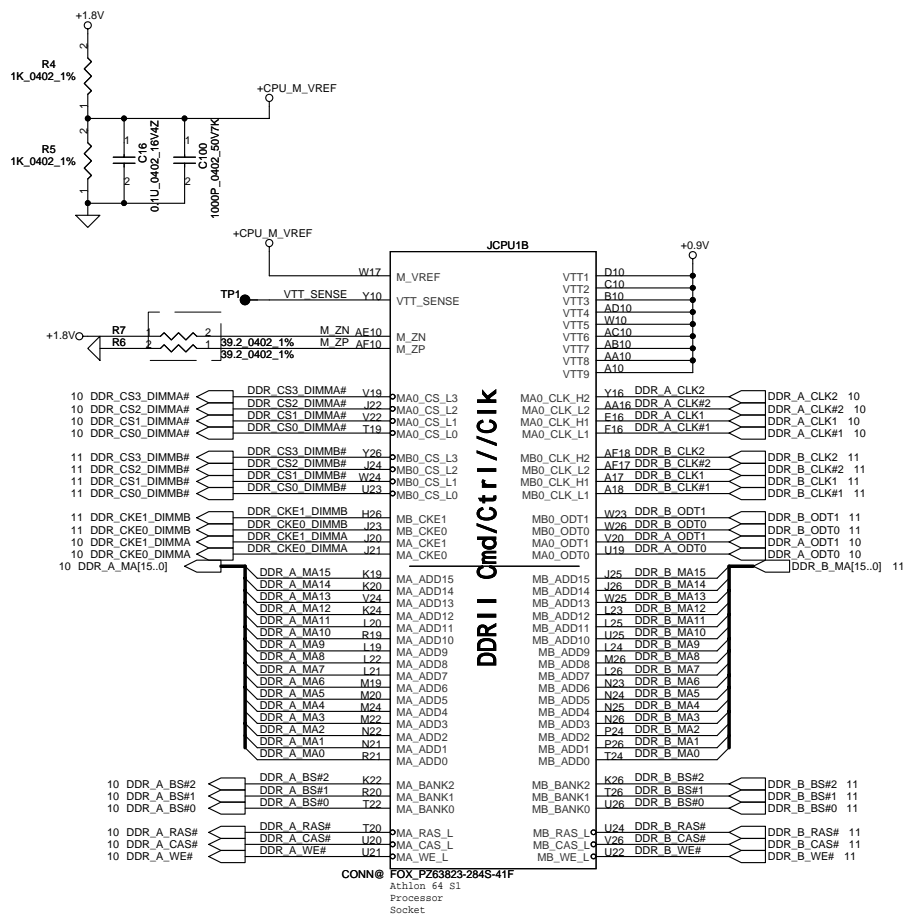 +1.8V
2
R4
1K_0402_1%
1
+CPU_M_VREF
2
R5
1K_0402_1%
1
1
2
C16
0.1U_0402_16V4Z
1
2
C100
1000P_0402_50V7K
+CPU_M_VREF
JCPU1B
+0.9V
W17 M_VREF
VTT1 D10
VTT2 C10
TP1 VTT_SENSE Y10 VTT_SENSE
VTT3 B10
VTT4 AD10
VTT5 W10
+1.8V R7 1 2 39.2_0402_1% M_ZN AE10 M_ZN
VTT6 AC10
R6 2 1 39.2_0402_1% M_ZP AF10 M_ZP
VTT7 AB10
VTT8 AA10
VTT9 A10
10 DDR_CS3_DIMMA# DDR_CS3_DIMMA# V19 MA0_CS_L3 MA0_CLK_H2 Y16 DDR_A_CLK2 DDR_A_CLK2 10
10 DDR_CS2_DIMMA# DDR_CS2_DIMMA# J22 MA0_CS_L2 MA0_CLK_L2 AA16 DDR_A_CLK#2 DDR_A_CLK#2 10
10 DDR_CS1_DIMMA# DDR_CS1_DIMMA# V22 MA0_CS_L1 MA0_CLK_H1 E16 DDR_A_CLK1 DDR_A_CLK1 10
10 DDR_CS0_DIMMA# DDR_CS0_DIMMA# T19 MA0_CS_L0 MA0_CLK_L1 F16 DDR_A_CLK#1 DDR_A_CLK#1 10
11 DDR_CS3_DIMMB# DDR_CS3_DIMMB# Y26 MB0_CS_L3 MB0_CLK_H2 AF18 DDR_B_CLK2 DDR_B_CLK2 11
11 DDR_CS2_DIMMB# DDR_CS2_DIMMB# J24 MB0_CS_L2 MB0_CLK_L2 AF17 DDR_B_CLK#2 DDR_B_CLK#2 11
11 DDR_CS1_DIMMB# DDR_CS1_DIMMB# W24 MB0_CS_L1 MB0_CLK_H1 A17 DDR_B_CLK1 DDR_B_CLK1 11
11 DDR_CS0_DIMMB# DDR_CS0_DIMMB# U23 MB0_CS_L0 MB0_CLK_L1 A18 DDR_B_CLK#1 DDR_B_CLK#1 11
11 DDR_CKE1_DIMMB DDR_CKE1_DIMMB H26 MB_CKE1 MB0_ODT1 W23 DDR_B_ODT1 DDR_B_ODT1 11
11 DDR_CKE0_DIMMB DDR_CKE0_DIMMB J23 MB_CKE0 MB0_ODT0 W26 DDR_B_ODT0 DDR_B_ODT0 11
10 DDR_CKE1_DIMMA DDR_CKE1_DIMMA J20 MA_CKE1 MA0_ODT1 V20 DDR_A_ODT1 DDR_A_ODT1 10
10 DDR_CKE0_DIMMA DDR_CKE0_DIMMA J21 MA_CKE0 MA0_ODT0 U19 DDR_A_ODT0 DDR_A_ODT0 10
10 DDR_A_MA[15..0] DDR_B_MA[15..0] 11
DDRII Cmd/Ctrl//Clk
DDR_A_MA15 K19 MA_ADD15 MB_ADD15 J25 DDR_B_MA15
DDR_A_MA14 K20 MA_ADD14 MB_ADD14 J26 DDR_B_MA14
DDR_A_MA13 V24 MA_ADD13 MB_ADD13 W25 DDR_B_MA13
DDR_A_MA12 K24 MA_ADD12 MB_ADD12 L23 DDR_B_MA12
DDR_A_MA11 L20 MA_ADD11 MB_ADD11 L25 DDR_B_MA11
DDR_A_MA10 R19 MA_ADD10 MB_ADD10 U25 DDR_B_MA10
DDR_A_MA9 L19 MA_ADD9 MB_ADD9 L24 DDR_B_MA9
DDR_A_MA8 L22 MA_ADD8 MB_ADD8 M26 DDR_B_MA8
DDR_A_MA7 L21 MA_ADD7 MB_ADD7 L26 DDR_B_MA7
DDR_A_MA6 M19 MA_ADD6 MB_ADD6 N23 DDR_B_MA6
DDR_A_MA5 M20 MA_ADD5 MB_ADD5 N24 DDR_B_MA5
DDR_A_MA4 M24 MA_ADD4 MB_ADD4 N25 DDR_B_MA4
DDR_A_MA3 M22 MA_ADD3 MB_ADD3 N26 DDR_B_MA3
DDR_A_MA2 N22 MA_ADD2 MB_ADD2 P24 DDR_B_MA2
DDR_A_MA1 N21 MA_ADD1 MB_ADD1 P26 DDR_B_MA1
DDR_A_MA0 R21 MA_ADD0 MB_ADD0 T24 DDR_B_MA0
10 DDR_A_BS#2 DDR_A_BS#2 K22 MA_BANK2 MB_BANK2 K26 DDR_B_BS#2 DDR_B_BS#2 11
10 DDR_A_BS#1 DDR_A_BS#1 R20 MA_BANK1 MB_BANK1 T26 DDR_B_BS#1 DDR_B_BS#1 11
10 DDR_A_BS#0 DDR_A_BS#0 T22 MA_BANK0 MB_BANK0 U26 DDR_B_BS#0 DDR_B_BS#0 11
10 DDR_A_RAS# DDR_A_RAS# T20 MA_RAS_L MB_RAS_L U24 DDR_B_RAS# DDR_B_RAS# 11
10 DDR_A_CAS# DDR_A_CAS# U20 MA_CAS_L MB_CAS_L V26 DDR_B_CAS# DDR_B_CAS# 11
10 DDR_A_WE# DDR_A_WE# U21 MA_WE_L MB_WE_L U22 DDR_B_WE# DDR_B_WE# 11
CONN@ FOX_PZ63823-284S-41F
Athlon 64 S1
Processor
Socket